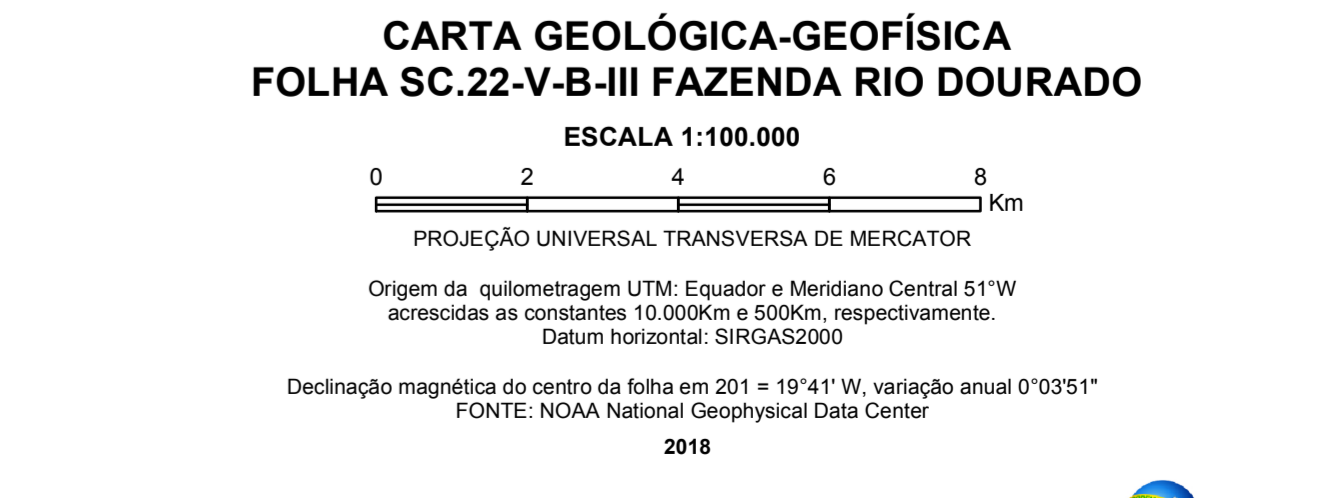 CARTA GEOLÓGICA-GEOFÍSICA
FOLHA SC.22-V-B-III FAZENDA RIO DOURADO
ESCALA 1:100.000
0 2 4 6 8
Km
PROJEÇÃO UNIVERSAL TRANSVERSA DE MERCATOR
Origem da quilometragem UTM: Equador e Meridiano Central 51°W
acrescidas as constantes 10.000Km e 500Km, respectivamente.
Datum horizontal: SIRGAS2000
Declinação magnética do centro da folha em 201 = 19°41' W, variação anual 0°03'51"
FONTE: NOAA National Geophysical Data Center
2018